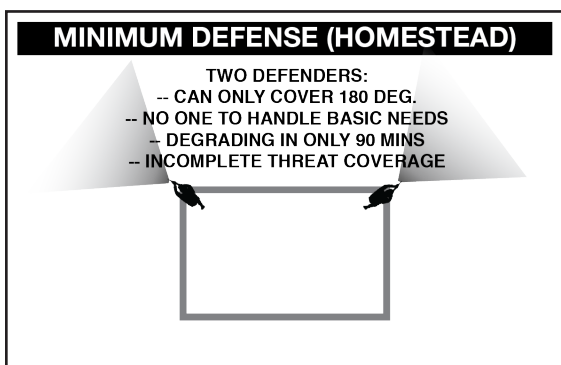 MINIMUM DEFENSE (HOMESTEAD)
TWO DEFENDERS:
-- CAN ONLY COVER 180 DEG.
-- NO ONE TO HANDLE BASIC NEEDS
-- DEGRADING IN ONLY 90 MINS
-- INCOMPLETE THREAT COVERAGE